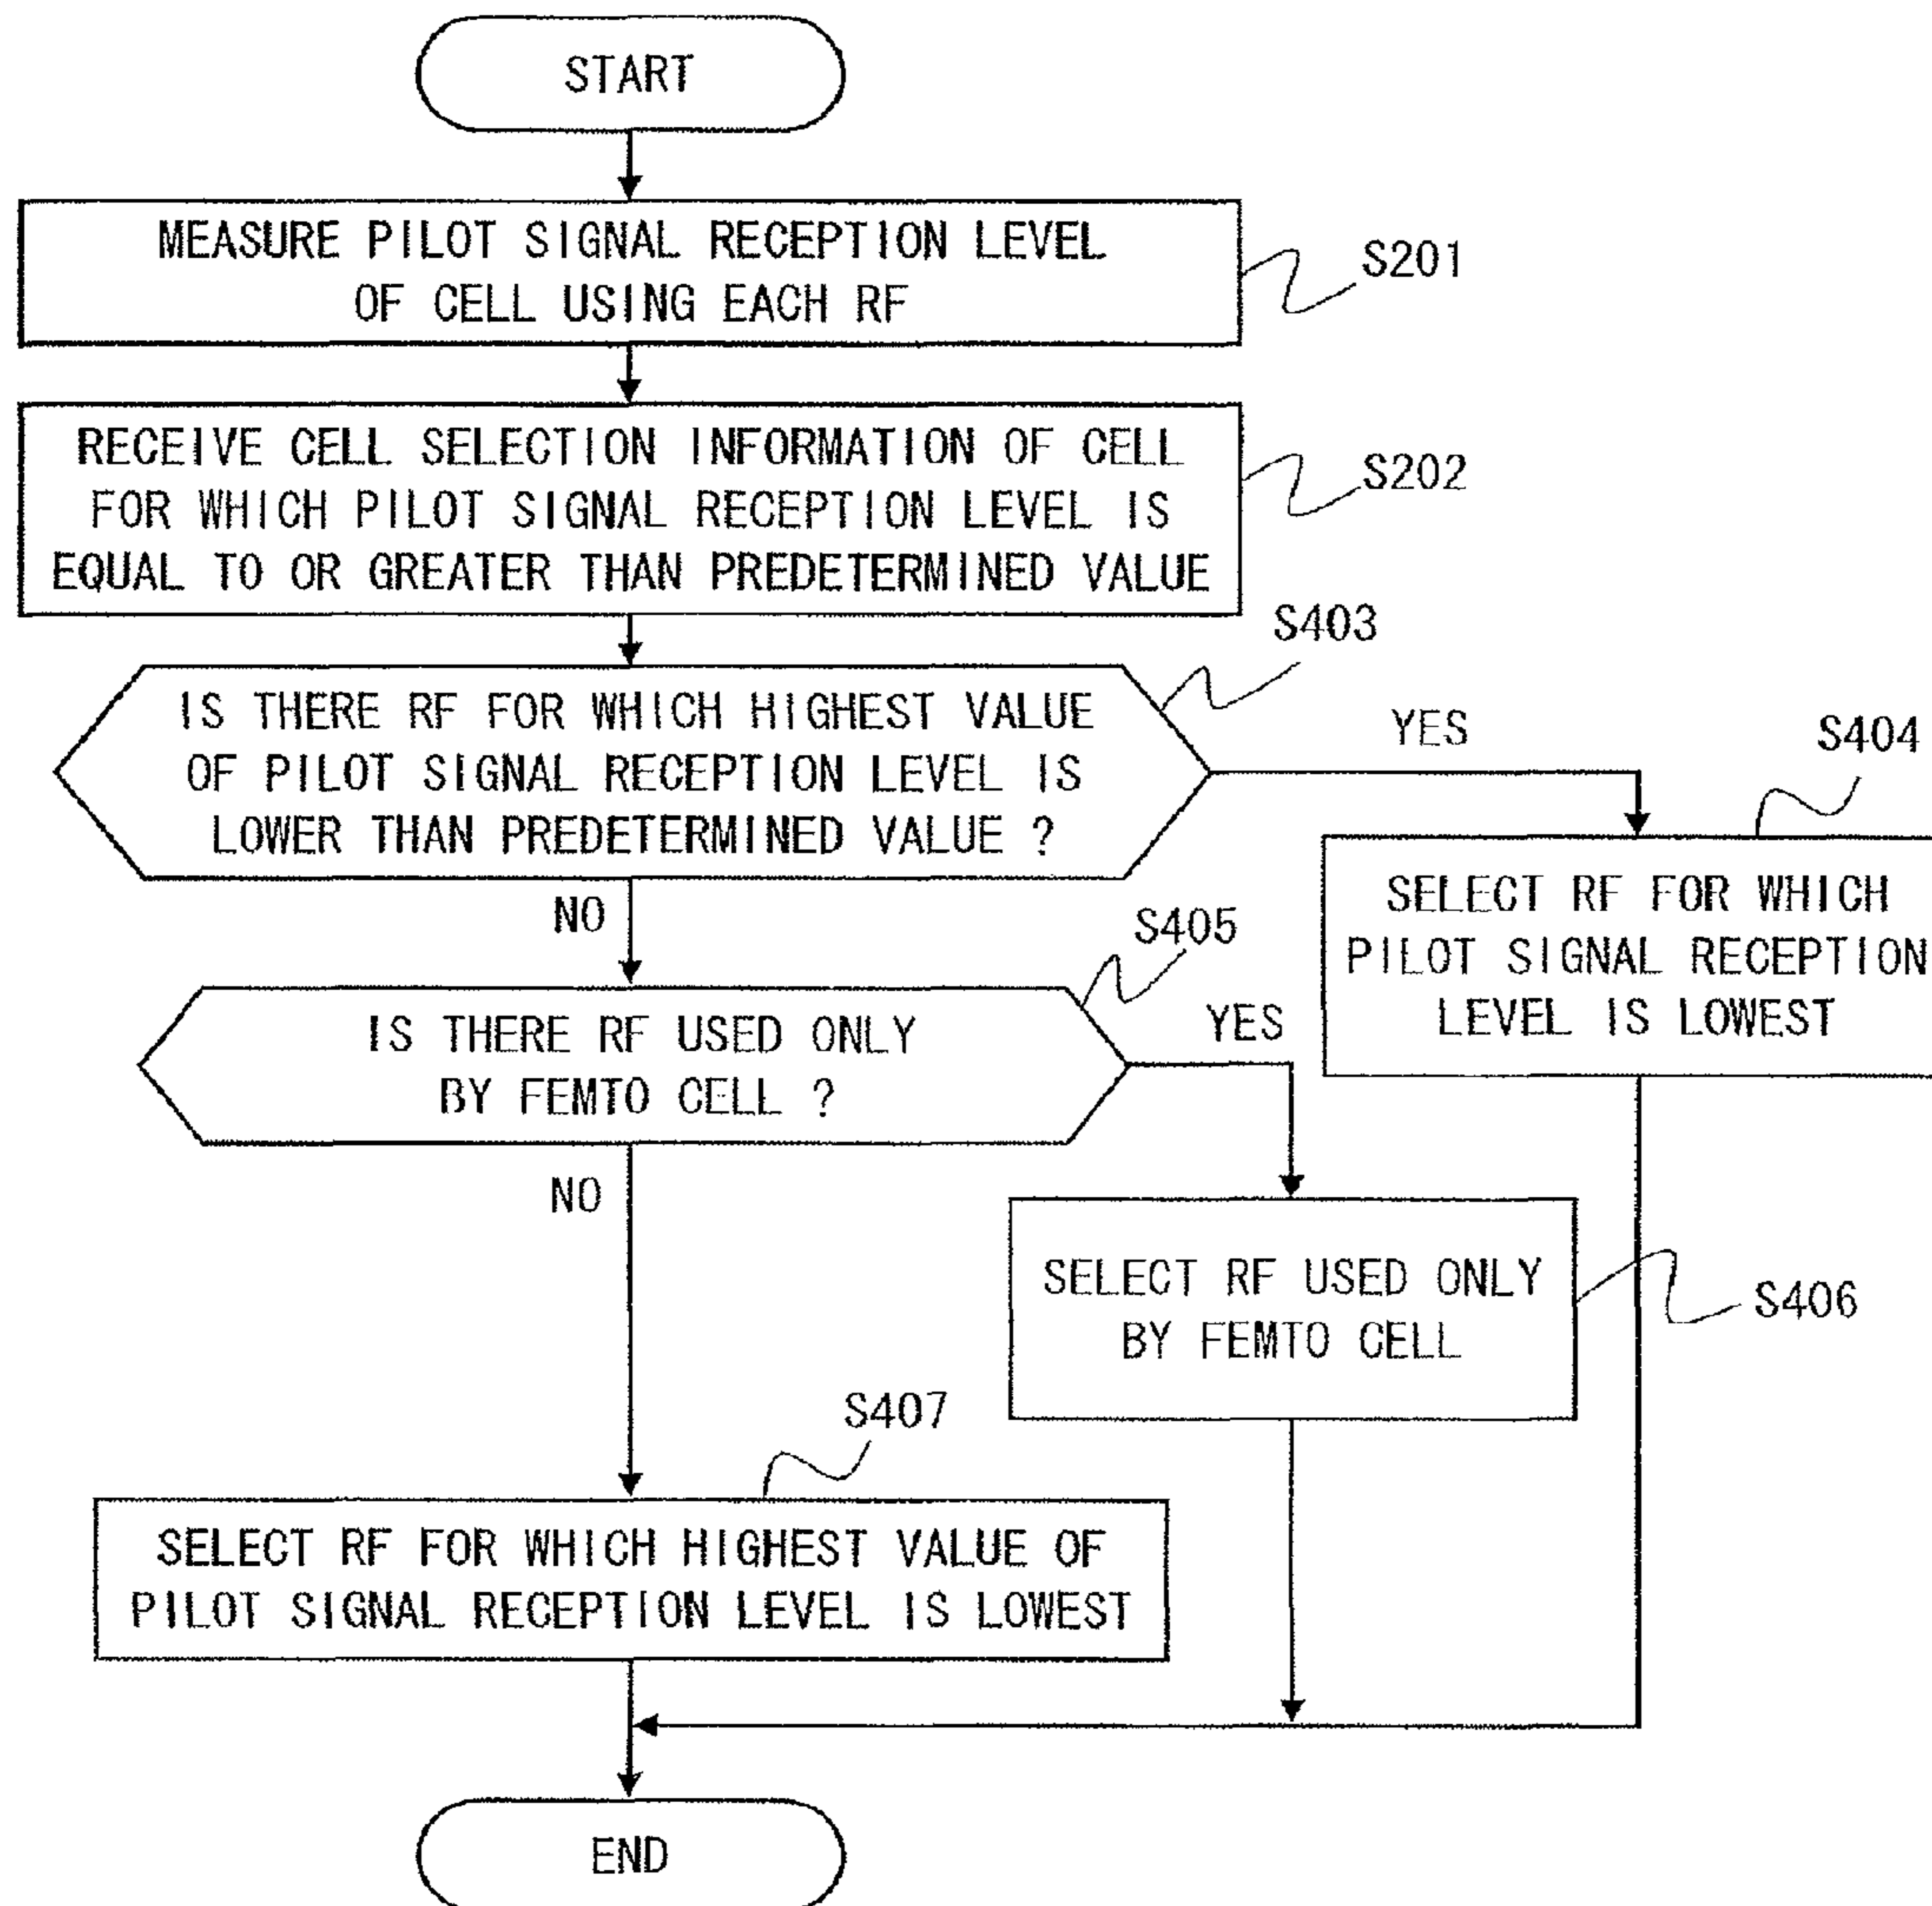 START
MEASURE PILOT SIGNAL RECEPTION LEVEL
OF CELL USING EACH RF
S201
RECEIVE CELL SELECTION INFORMATION OF CELL
FOR WHICH PILOT SIGNAL RECEPTION LEVEL IS
EQUAL TO OR GREATER THAN PREDETERMINED VALUE
S202
S403
IS THERE RF FOR WHICH HIGHEST VALUE
OF PILOT SIGNAL RECEPTION LEVEL IS
LOWER THAN PREDETERMINED VALUE ?
YES
S404
SELECT RF FOR WHICH
PILOT SIGNAL RECEPTION
LEVEL IS LOWEST
NO
S405
IS THERE RF USED ONLY
BY FEMTO CELL ?
YES
NO
SELECT RF USED ONLY
BY FEMTO CELL
S406
S407
SELECT RF FOR WHICH HIGHEST VALUE OF
PILOT SIGNAL RECEPTION LEVEL IS LOWEST
END